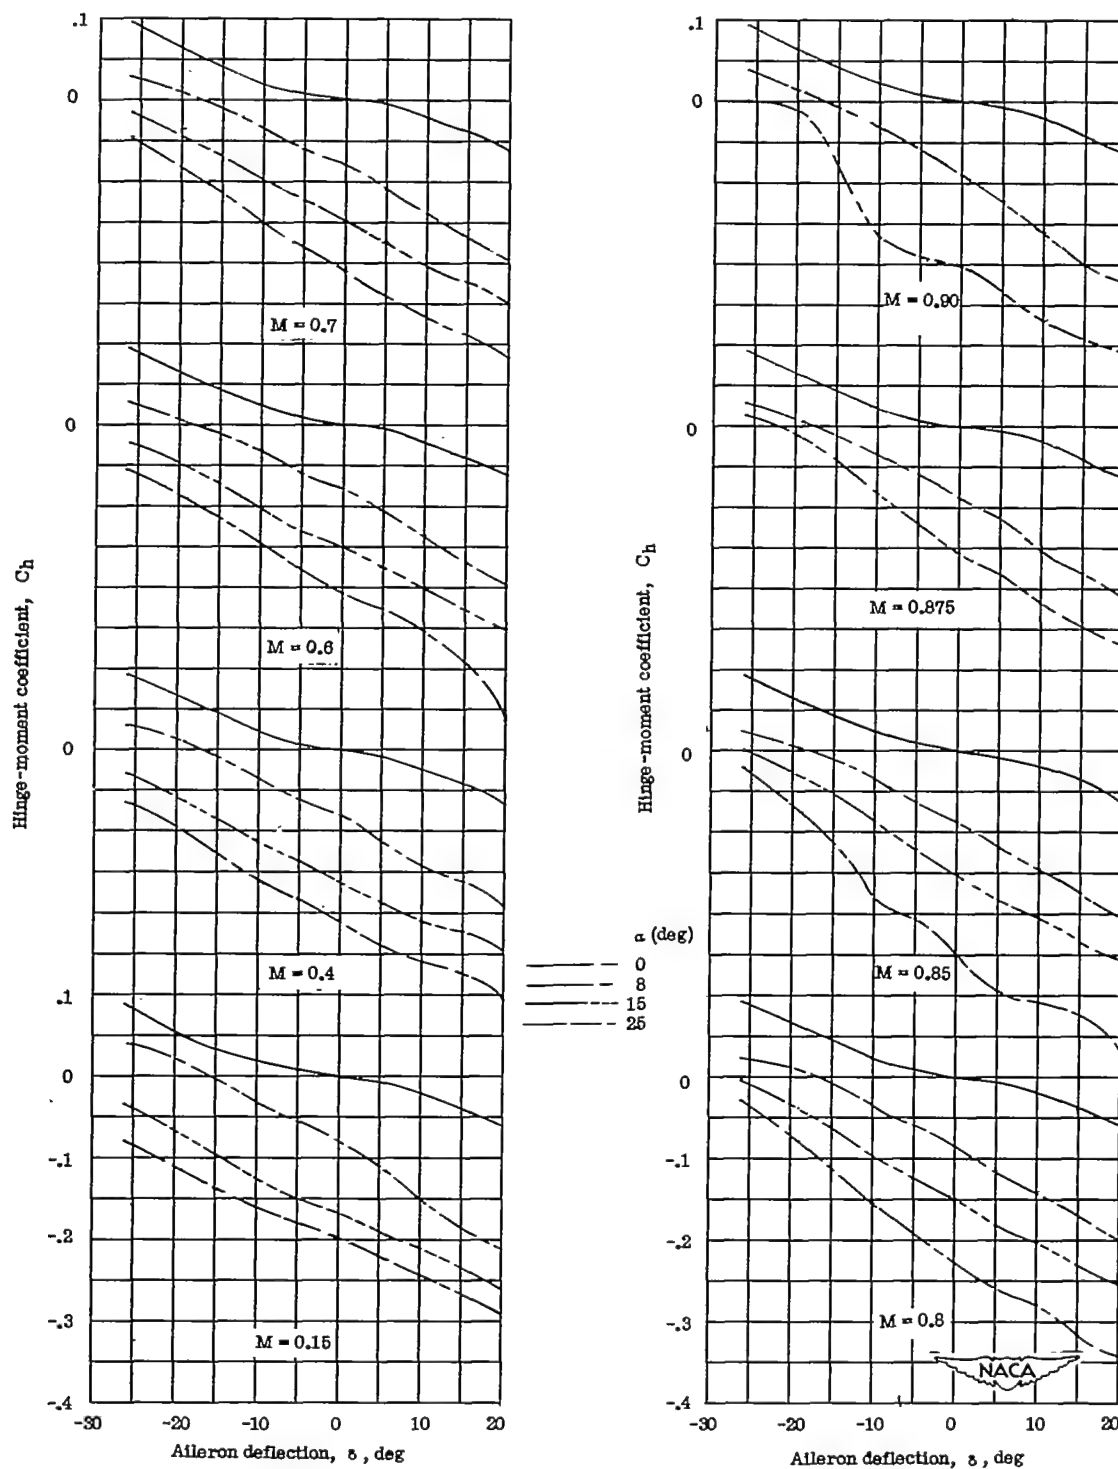 .1
0
M = 0.7
0
M = 0.6
0
M = 0.4
.1
0
-.1
-.2
-.3
-.4
M = 0.15
-30
-20
-10
0
10
20
Aileron deflection, δ, deg
Hinge-moment coefficient, Ch
α (deg)
0
8
15
25
.1
0
M = 0.90
0
M = 0.875
0
M = 0.85
0
-.1
-.2
-.3
-.4
M = 0.8
NACA
-30
-20
-10
0
10
20
Aileron deflection, δ, deg
Hinge-moment coefficient, Ch